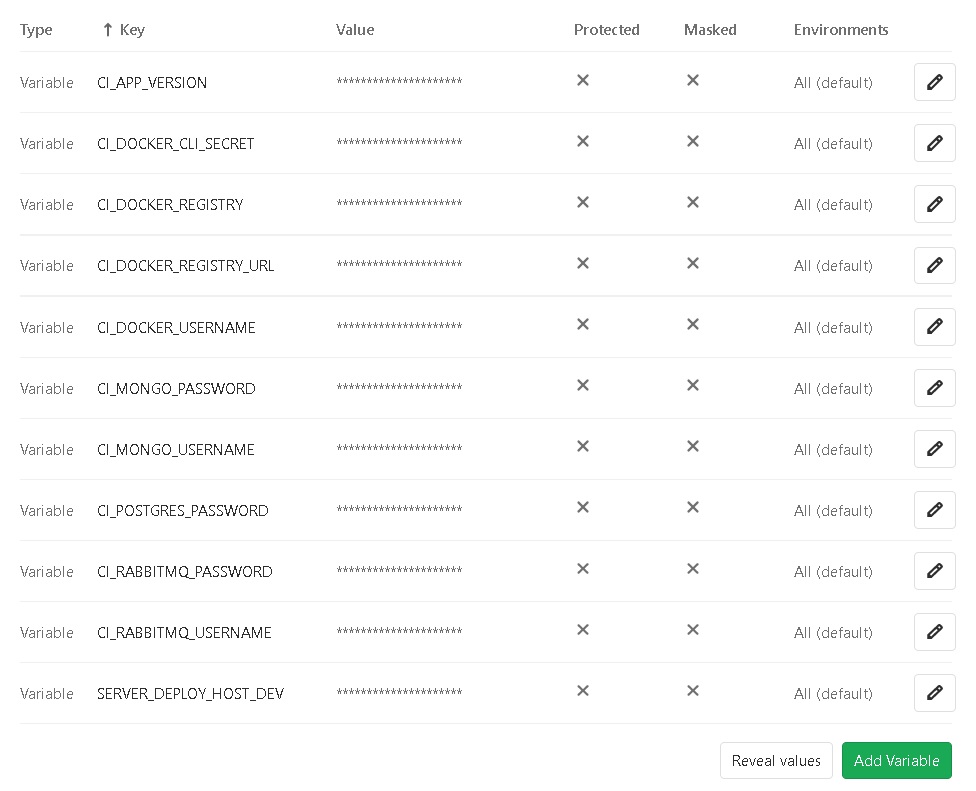 Type ↑ Key Value Protected Masked Environments
Variable CI_APP_VERSION ********************* All (default)
Variable CI_DOCKER_CLI_SECRET ********************* All (default)
Variable CI_DOCKER_REGISTRY ********************* All (default)
Variable CI_DOCKER_REGISTRY_URL ********************* All (default)
Variable CI_DOCKER_USERNAME ********************* All (default)
Variable CI_MONGO_PASSWORD ********************* All (default)
Variable CI_MONGO_USERNAME ********************* All (default)
Variable CI_POSTGRES_PASSWORD ********************* All (default)
Variable CI_RABBITMQ_PASSWORD ********************* All (default)
Variable CI_RABBITMQ_USERNAME ********************* All (default)
Variable SERVER_DEPLOY_HOST_DEV ********************* All (default)
Reveal values Add Variable